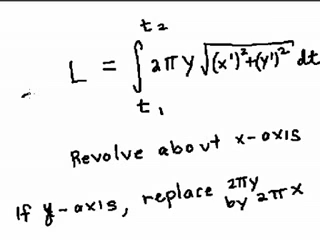 t₂
L = ∫ 2πy √((x')²+(y')²) dt
t₁
Revolve about x-axis
If y-axis, replace 2πy
by 2πx